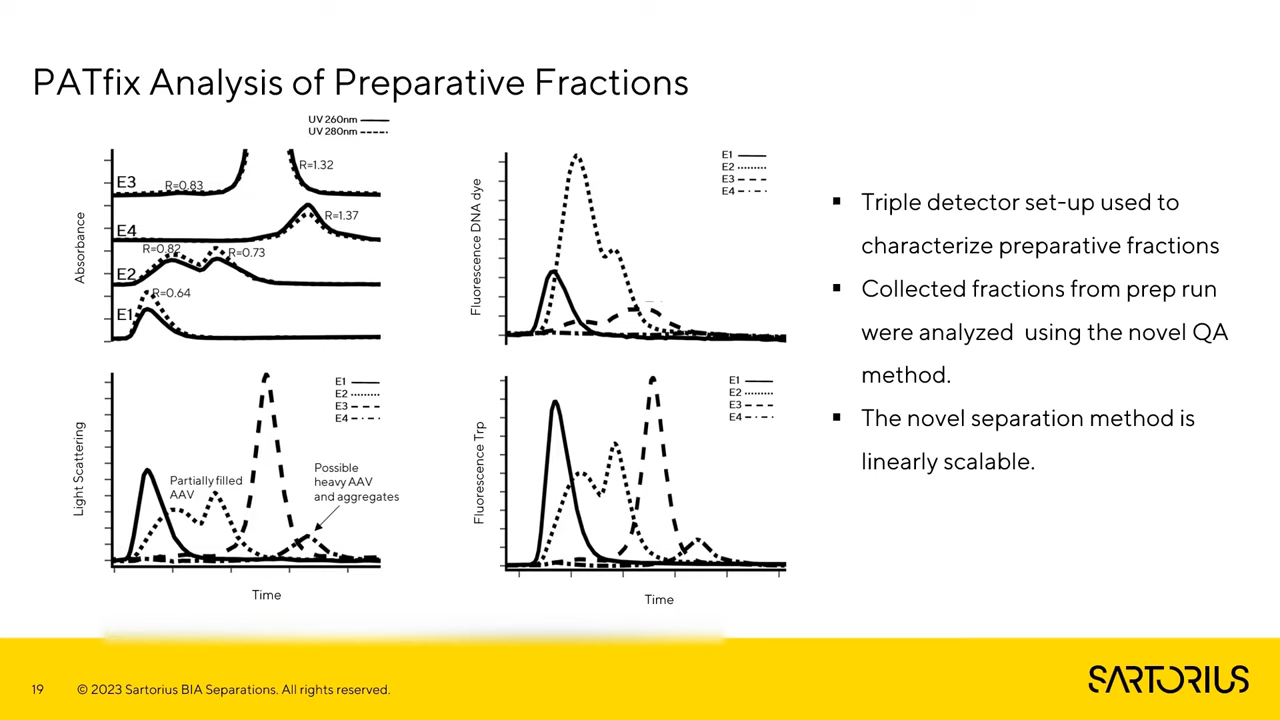 PATfix Analysis of Preparative Fractions
UV 260nm
UV 280nm
Absorbance
E3
R=0.83
R=1.32
E4
R=1.37
R=0.82
E2
R=0.73
R=0.64
E1
Fluorescence DNA dye
E1
E2
E3
E4
Light Scattering
E1
E2
E3
E4
Partially filled
AAV
Possible
heavy AAV
and aggregates
Time
Fluorescence Trp
E1
E2
E3
E4
Time
▪ Triple detector set-up used to
characterize preparative fractions
▪ Collected fractions from prep run
were analyzed  using the novel QA
method.
▪ The novel separation method is
linearly scalable.
19
© 2023 Sartorius BIA Separations. All rights reserved.
SARTORIUS